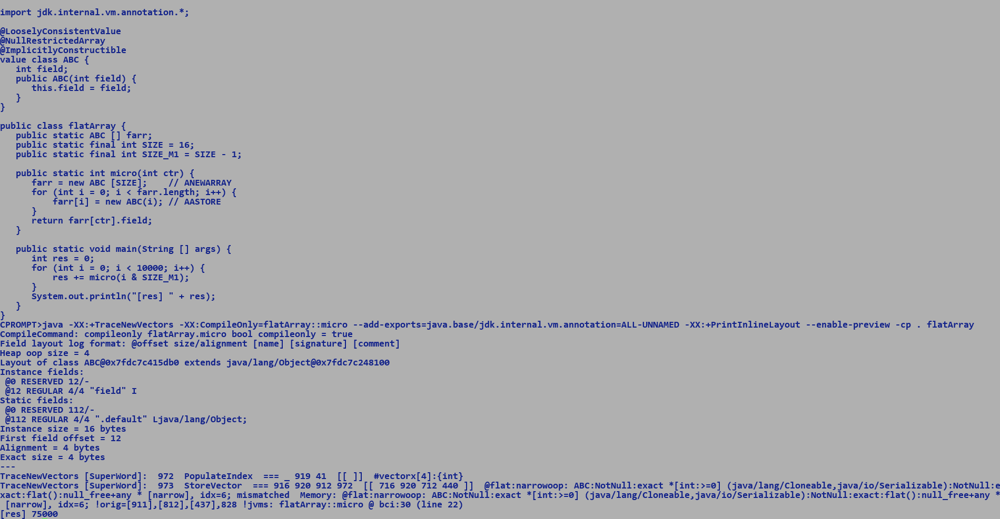 import jdk.internal.vm.annotation.*;

@LooselyConsistentValue
@NullRestrictedArray
@ImplicitlyConstructible
value class ABC {
   int field;
   public ABC(int field) {
      this.field = field;
   }
}

public class flatArray {
   public static ABC [] farr;
   public static final int SIZE = 16;
   public static final int SIZE_M1 = SIZE - 1;

   public static int micro(int ctr) {
      farr = new ABC [SIZE];    // ANEWARRAY
      for (int i = 0; i < farr.length; i++) {
          farr[i] = new ABC(i); // AASTORE
      }
      return farr[ctr].field;
   }

   public static void main(String [] args) {
      int res = 0;
      for (int i = 0; i < 10000; i++) {
          res += micro(i & SIZE_M1);
      }
      System.out.println("[res] " + res);
   }
}
CPROMPT>java -XX:+TraceNewVectors -XX:CompileOnly=flatArray::micro --add-exports=java.base/jdk.internal.vm.annotation=ALL-UNNAMED -XX:+PrintInlineLayout --enable-preview -cp . flatArray
CompileCommand: compileonly flatArray.micro bool compileonly = true
Field layout log format: @offset size/alignment [name] [signature] [comment]
Heap oop size = 4
Layout of class ABC@0x7fdc7c415db0 extends java/lang/Object@0x7fdc7c248100
Instance fields:
 @0 RESERVED 12/-
 @12 REGULAR 4/4 "field" I
Static fields:
 @0 RESERVED 112/-
 @112 REGULAR 4/4 ".default" Ljava/lang/Object;
Instance size = 16 bytes
First field offset = 12
Alignment = 4 bytes
Exact size = 4 bytes
---
TraceNewVectors [SuperWord]:  972  PopulateIndex  === _ 919 41  [[ ]]  #vectorx[4]:{int}
TraceNewVectors [SuperWord]:  973  StoreVector  === 916 920 912 972  [[ 716 920 712 440 ]]  @flat:narrowoop: ABC:NotNull:exact *[int:>=0] (java/lang/Cloneable,java/io/Serializable):NotNull:e
xact:flat():null_free+any * [narrow], idx=6; mismatched  Memory: @flat:narrowoop: ABC:NotNull:exact *[int:>=0] (java/lang/Cloneable,java/io/Serializable):NotNull:exact:flat():null_free+any *
 [narrow], idx=6; !orig=[911],[812],[437],828 !jvms: flatArray::micro @ bci:30 (line 22)
[res] 75000